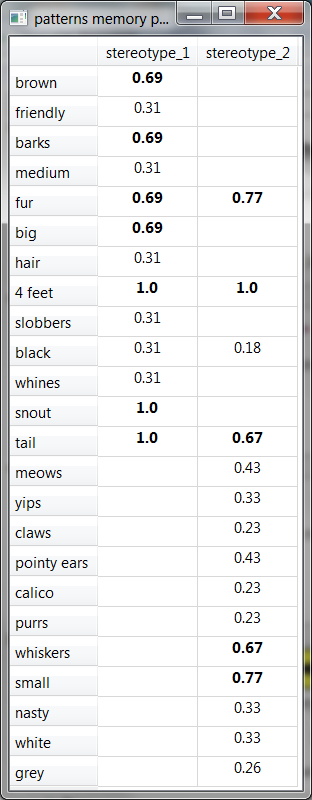 patterns memory p...
stereotype_1 stereotype_2
brown 0.69
friendly 0.31
barks 0.69
medium 0.31
fur 0.69 0.77
big 0.69
hair 0.31
4 feet 1.0 1.0
slobbers 0.31
black 0.31 0.18
whines 0.31
snout 1.0
tail 1.0 0.67
meows 0.43
yips 0.33
claws 0.23
pointy ears 0.43
calico 0.23
purrs 0.23
whiskers 0.67
small 0.77
nasty 0.33
white 0.33
grey 0.26